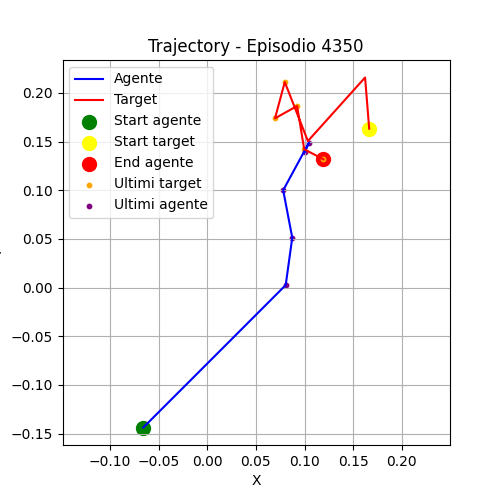 Trajectory - Episodio 4350
Agente
Target
Start agente
Start target
End agente
Ultimi target
Ultimi agente
0.20
0.15
0.10
0.05
0.00
−0.05
−0.10
−0.15
−0.10
−0.05
0.00
0.05
0.10
0.15
0.20
X